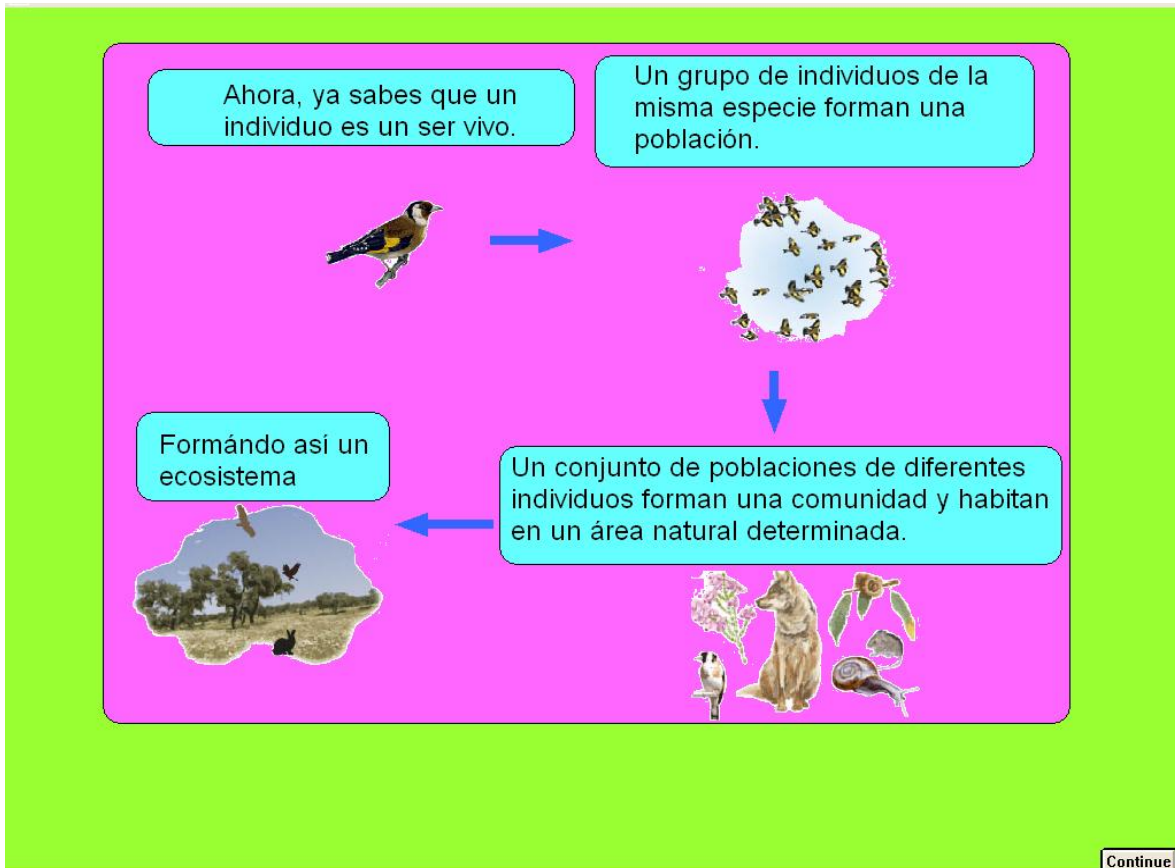 Ahora, ya sabes que un
individuo es un ser vivo.
Un grupo de individuos de la
misma especie forman una
población.
Un conjunto de poblaciones de diferentes
individuos forman una comunidad y habitan
en un área natural determinada.
Formándo así un
ecosistema
Continue